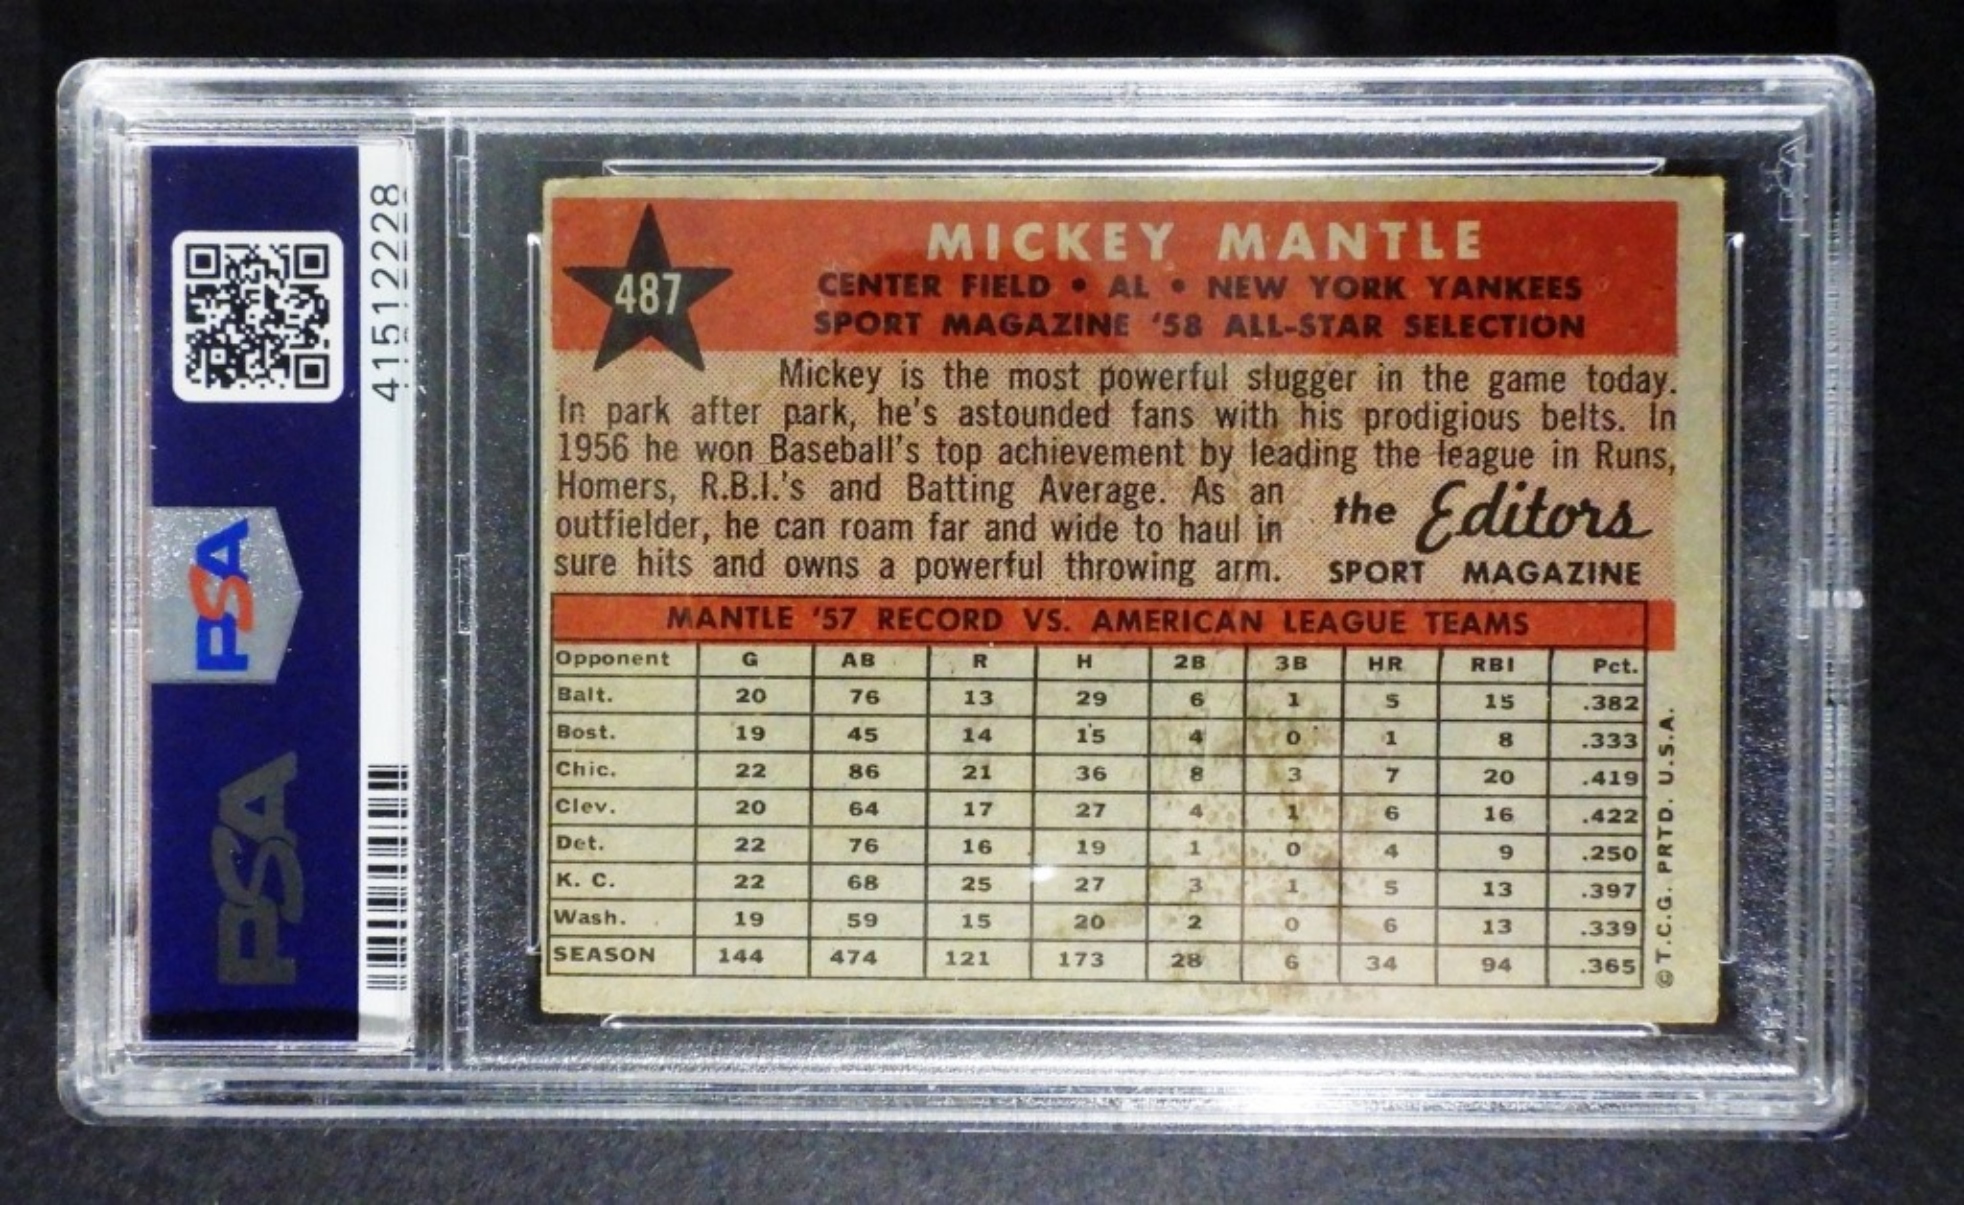 41512228
PSA
PSA
487
MICKEY MANTLE
CENTER FIELD • AL • NEW YORK YANKEES
SPORT MAGAZINE '58 ALL-STAR SELECTION
Mickey is the most powerful slugger in the game today.
In park after park, he's astounded fans with his prodigious belts. In
1956 he won Baseball's top achievement by leading the league in Runs,
Homers, R.B.I.'s and Batting Average. As an
outfielder, he can roam far and wide to haul in
sure hits and owns a powerful throwing arm.
the Editors
SPORT MAGAZINE
MANTLE '57 RECORD VS. AMERICAN LEAGUE TEAMS
Opponent G AB R H 2B 3B HR RBI Pct.
Balt. 20 76 13 29 6 1 5 15 .382
Bost. 19 45 14 15 4 0 1 8 .333
Chic. 22 86 21 36 8 3 7 20 .419
Clev. 20 64 17 27 4 1 6 16 .422
Det. 22 76 16 19 1 0 4 9 .250
K. C. 22 68 25 27 3 1 5 13 .397
Wash. 19 59 15 20 2 0 6 13 .339
SEASON 144 474 121 173 28 6 34 94 .365
© T.C.G. PRTD. U.S.A.